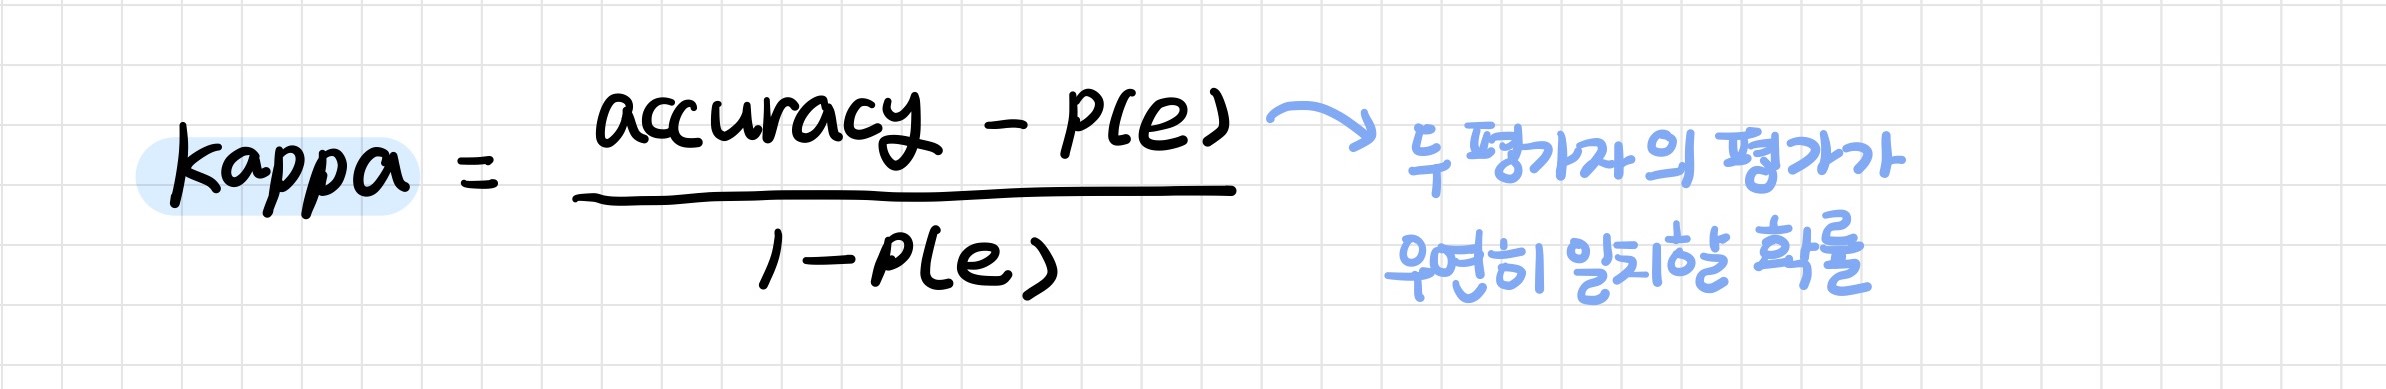 kappa = accuracy - P(e) / 1 - P(e)
두 평가자의 평가가
우연히 일치할 확률